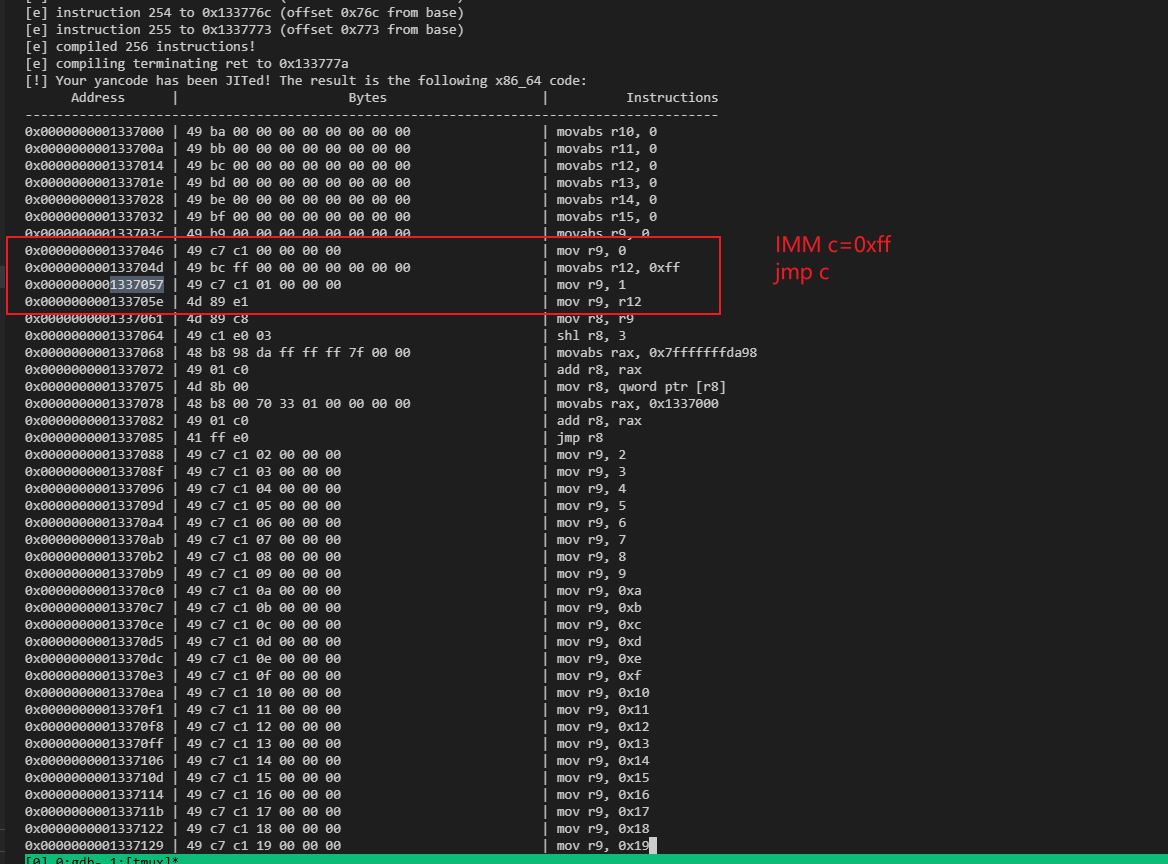 [e] instruction 254 to 0x133776c (offset 0x76c from base)
[e] instruction 255 to 0x1337773 (offset 0x773 from base)
[e] compiled 256 instructions!
[e] compiling terminating ret to 0x133777a
[!] Your yancode has been JITed! The result is the following x86_64 code:
Address | Bytes | Instructions
------------------------------------------------------------------------------------------
0x0000000001337000 | 49 ba 00 00 00 00 00 00 00 00 | movabs r10, 0
0x000000000133700a | 49 bb 00 00 00 00 00 00 00 00 | movabs r11, 0
0x0000000001337014 | 49 bc 00 00 00 00 00 00 00 00 | movabs r12, 0
0x000000000133701e | 49 bd 00 00 00 00 00 00 00 00 | movabs r13, 0
0x0000000001337028 | 49 be 00 00 00 00 00 00 00 00 | movabs r14, 0
0x0000000001337032 | 49 bf 00 00 00 00 00 00 00 00 | movabs r15, 0
0x000000000133703c | 49 b9 00 00 00 00 00 00 00 00 | movabs r9, 0
0x0000000001337046 | 49 c7 c1 00 00 00 00 | mov r9, 0
IMM c=0xff
0x000000000133704d | 49 bc ff 00 00 00 00 00 00 00 | movabs r12, 0xff
jmp c
0x0000000001337057 | 49 c7 c1 01 00 00 00 | mov r9, 1
0x000000000133705e | 4d 89 e1 | mov r9, r12
0x0000000001337061 | 4d 89 c8 | mov r8, r9
0x0000000001337064 | 49 c1 e0 03 | shl r8, 3
0x0000000001337068 | 48 b8 98 da ff ff ff 7f 00 00 | movabs rax, 0x7fffffffda98
0x0000000001337072 | 49 01 c0 | add r8, rax
0x0000000001337075 | 4d 8b 00 | mov r8, qword ptr [r8]
0x0000000001337078 | 48 b8 00 70 33 01 00 00 00 00 | movabs rax, 0x1337000
0x0000000001337082 | 49 01 c0 | add r8, rax
0x0000000001337085 | 41 ff e0 | jmp r8
0x0000000001337088 | 49 c7 c1 02 00 00 00 | mov r9, 2
0x000000000133708f | 49 c7 c1 03 00 00 00 | mov r9, 3
0x0000000001337096 | 49 c7 c1 04 00 00 00 | mov r9, 4
0x000000000133709d | 49 c7 c1 05 00 00 00 | mov r9, 5
0x00000000013370a4 | 49 c7 c1 06 00 00 00 | mov r9, 6
0x00000000013370ab | 49 c7 c1 07 00 00 00 | mov r9, 7
0x00000000013370b2 | 49 c7 c1 08 00 00 00 | mov r9, 8
0x00000000013370b9 | 49 c7 c1 09 00 00 00 | mov r9, 9
0x00000000013370c0 | 49 c7 c1 0a 00 00 00 | mov r9, 0xa
0x00000000013370c7 | 49 c7 c1 0b 00 00 00 | mov r9, 0xb
0x00000000013370ce | 49 c7 c1 0c 00 00 00 | mov r9, 0xc
0x00000000013370d5 | 49 c7 c1 0d 00 00 00 | mov r9, 0xd
0x00000000013370dc | 49 c7 c1 0e 00 00 00 | mov r9, 0xe
0x00000000013370e3 | 49 c7 c1 0f 00 00 00 | mov r9, 0xf
0x00000000013370ea | 49 c7 c1 10 00 00 00 | mov r9, 0x10
0x00000000013370f1 | 49 c7 c1 11 00 00 00 | mov r9, 0x11
0x00000000013370f8 | 49 c7 c1 12 00 00 00 | mov r9, 0x12
0x00000000013370ff | 49 c7 c1 13 00 00 00 | mov r9, 0x13
0x0000000001337106 | 49 c7 c1 14 00 00 00 | mov r9, 0x14
0x000000000133710d | 49 c7 c1 15 00 00 00 | mov r9, 0x15
0x0000000001337114 | 49 c7 c1 16 00 00 00 | mov r9, 0x16
0x000000000133711b | 49 c7 c1 17 00 00 00 | mov r9, 0x17
0x0000000001337122 | 49 c7 c1 18 00 00 00 | mov r9, 0x18
0x0000000001337129 | 49 c7 c1 19 00 00 00 | mov r9, 0x19
[0] 0:gdb- 1:[tmux]*